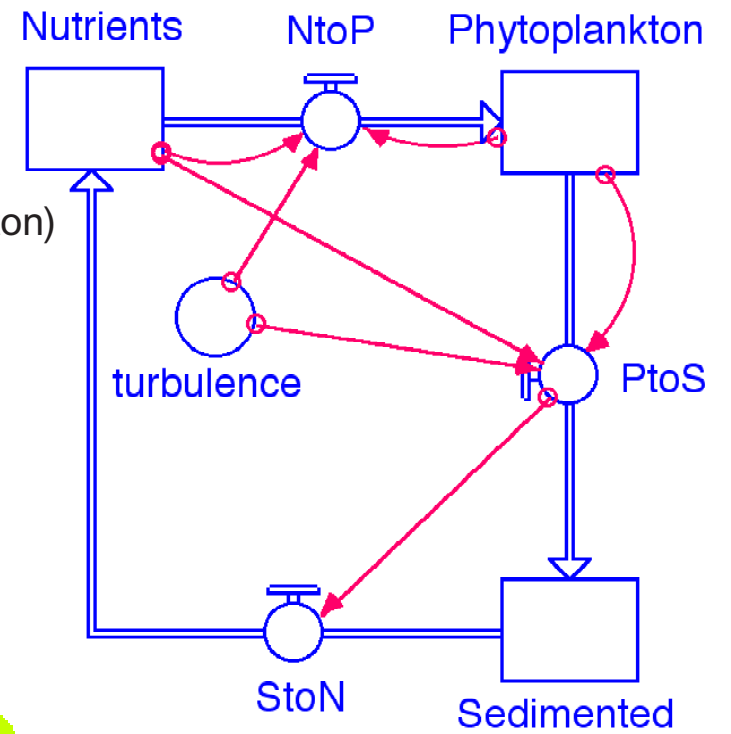 Nutrients
NtoP
Phytoplankton
on)
turbulence
PtoS
StoN
Sedimented